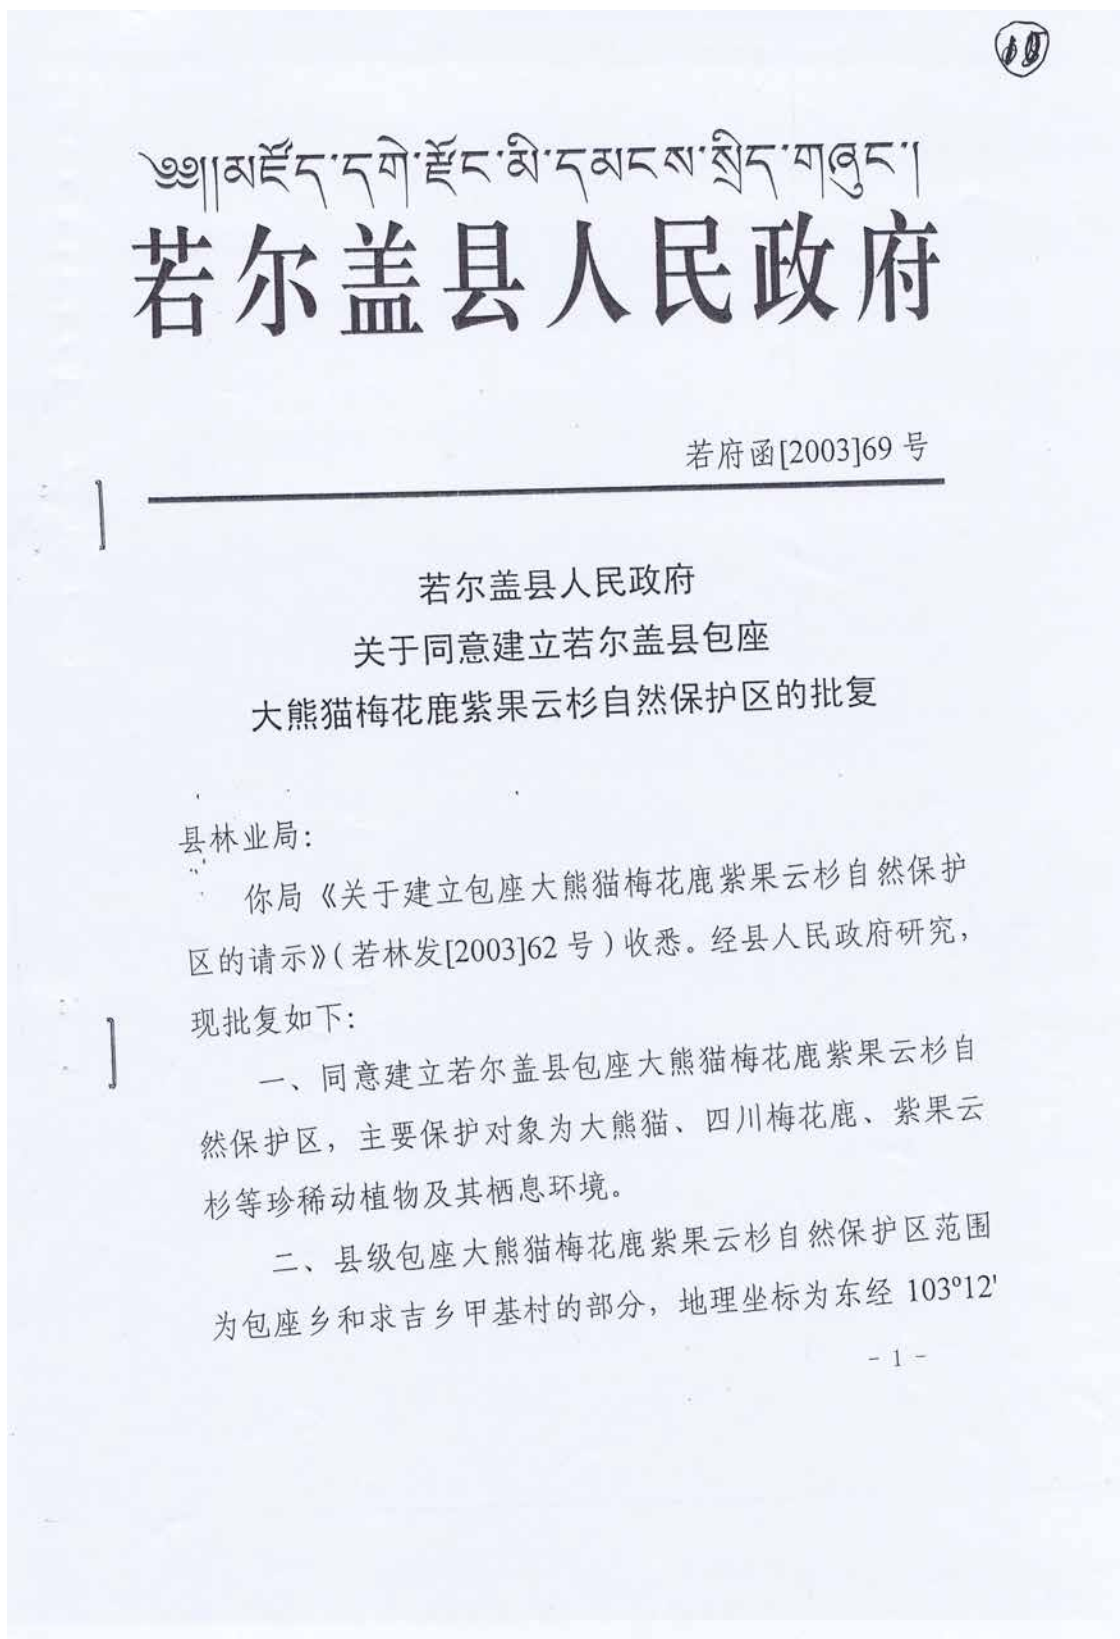 ༄༅།།མཛོད་དགེ་རྫོང་མི་དམངས་སྲིད་གཞུང་།
若尔盖县人民政府
若府函[2003]69 号
若尔盖县人民政府
关于同意建立若尔盖县包座
大熊猫梅花鹿紫果云杉自然保护区的批复
县林业局：
你局《关于建立包座大熊猫梅花鹿紫果云杉自然保护
区的请示》（若林发[2003]62 号）收悉。经县人民政府研究，
现批复如下：
一、同意建立若尔盖县包座大熊猫梅花鹿紫果云杉自
然保护区，主要保护对象为大熊猫、四川梅花鹿、紫果云
杉等珍稀动植物及其栖息环境。
二、县级包座大熊猫梅花鹿紫果云杉自然保护区范围
为包座乡和求吉乡甲基村的部分，地理坐标为东经 103º12'
- 1 -